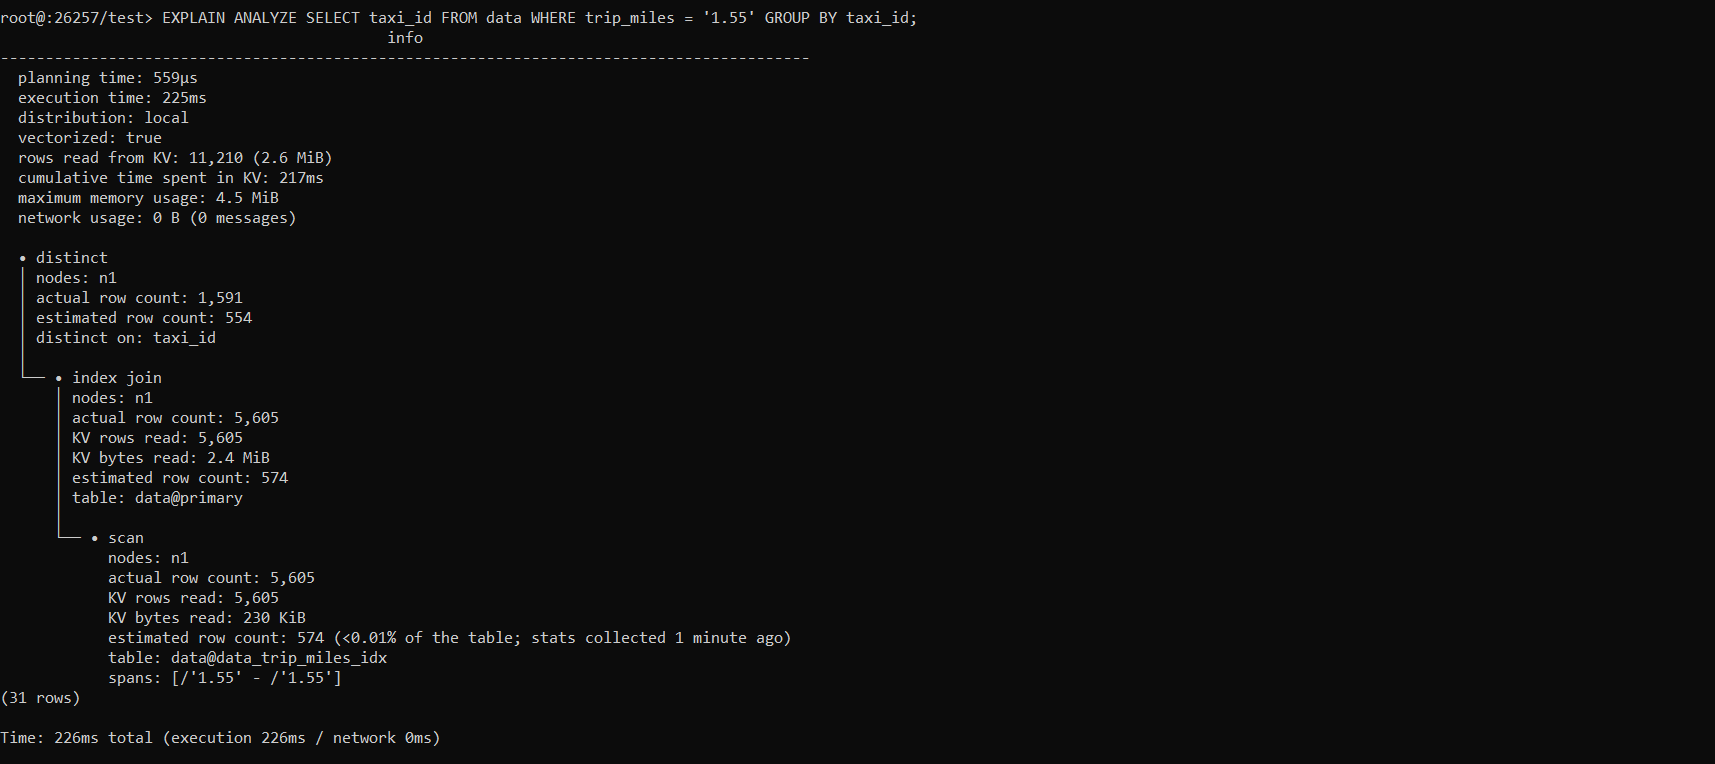 root@:26257/test> EXPLAIN ANALYZE SELECT taxi_id FROM data WHERE trip_miles = '1.55' GROUP BY taxi_id;
info
------------------------------------------------------------------------------------------
planning time: 559µs
execution time: 225ms
distribution: local
vectorized: true
rows read from KV: 11,210 (2.6 MiB)
cumulative time spent in KV: 217ms
maximum memory usage: 4.5 MiB
network usage: 0 B (0 messages)
• distinct
nodes: n1
actual row count: 1,591
estimated row count: 554
distinct on: taxi_id
• index join
nodes: n1
actual row count: 5,605
KV rows read: 5,605
KV bytes read: 2.4 MiB
estimated row count: 574
table: data@primary
• scan
nodes: n1
actual row count: 5,605
KV rows read: 5,605
KV bytes read: 230 KiB
estimated row count: 574 (<0.01% of the table; stats collected 1 minute ago)
table: data@data_trip_miles_idx
spans: [/'1.55' - /'1.55']
(31 rows)
Time: 226ms total (execution 226ms / network 0ms)